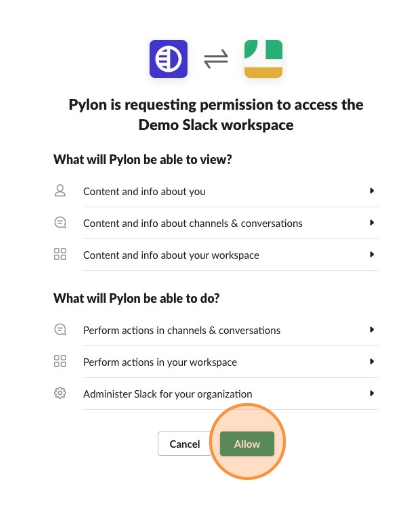 Pylon is requesting permission to access the
Demo Slack workspace
What will Pylon be able to view?
Content and info about you
Content and info about channels & conversations
Content and info about your workspace
What will Pylon be able to do?
Perform actions in channels & conversations
Perform actions in your workspace
Administer Slack for your organization
Cancel Allow